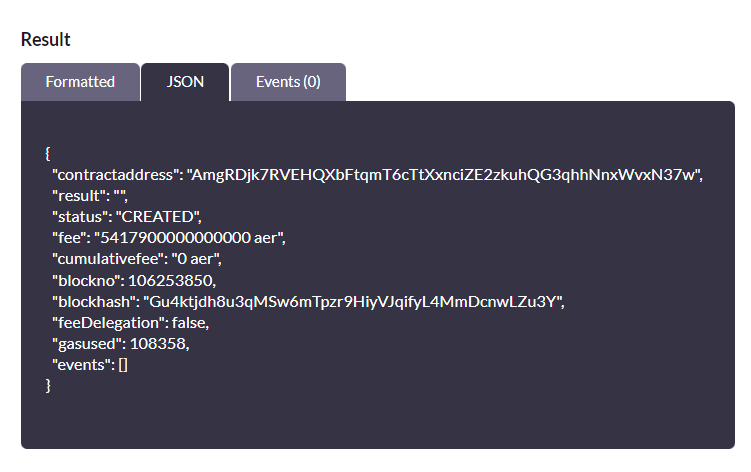 Result
Formatted JSON Events (0)
{
"contractaddress": "AmgRDjk7RVEHQXbFtqmT6cTtXxnciZE2zkuhQG3qhhNnxWvxN37w",
"result": "",
"status": "CREATED",
"fee": "5417900000000000 aer",
"cumulativefee": "0 aer",
"blockno": 106253850,
"blockhash": "Gu4ktjdh8u3qMSw6mTpzr9HiyVJqifyL4MmDcnwLZu3Y",
"feeDelegation": false,
"gasused": 108358,
"events": []
}